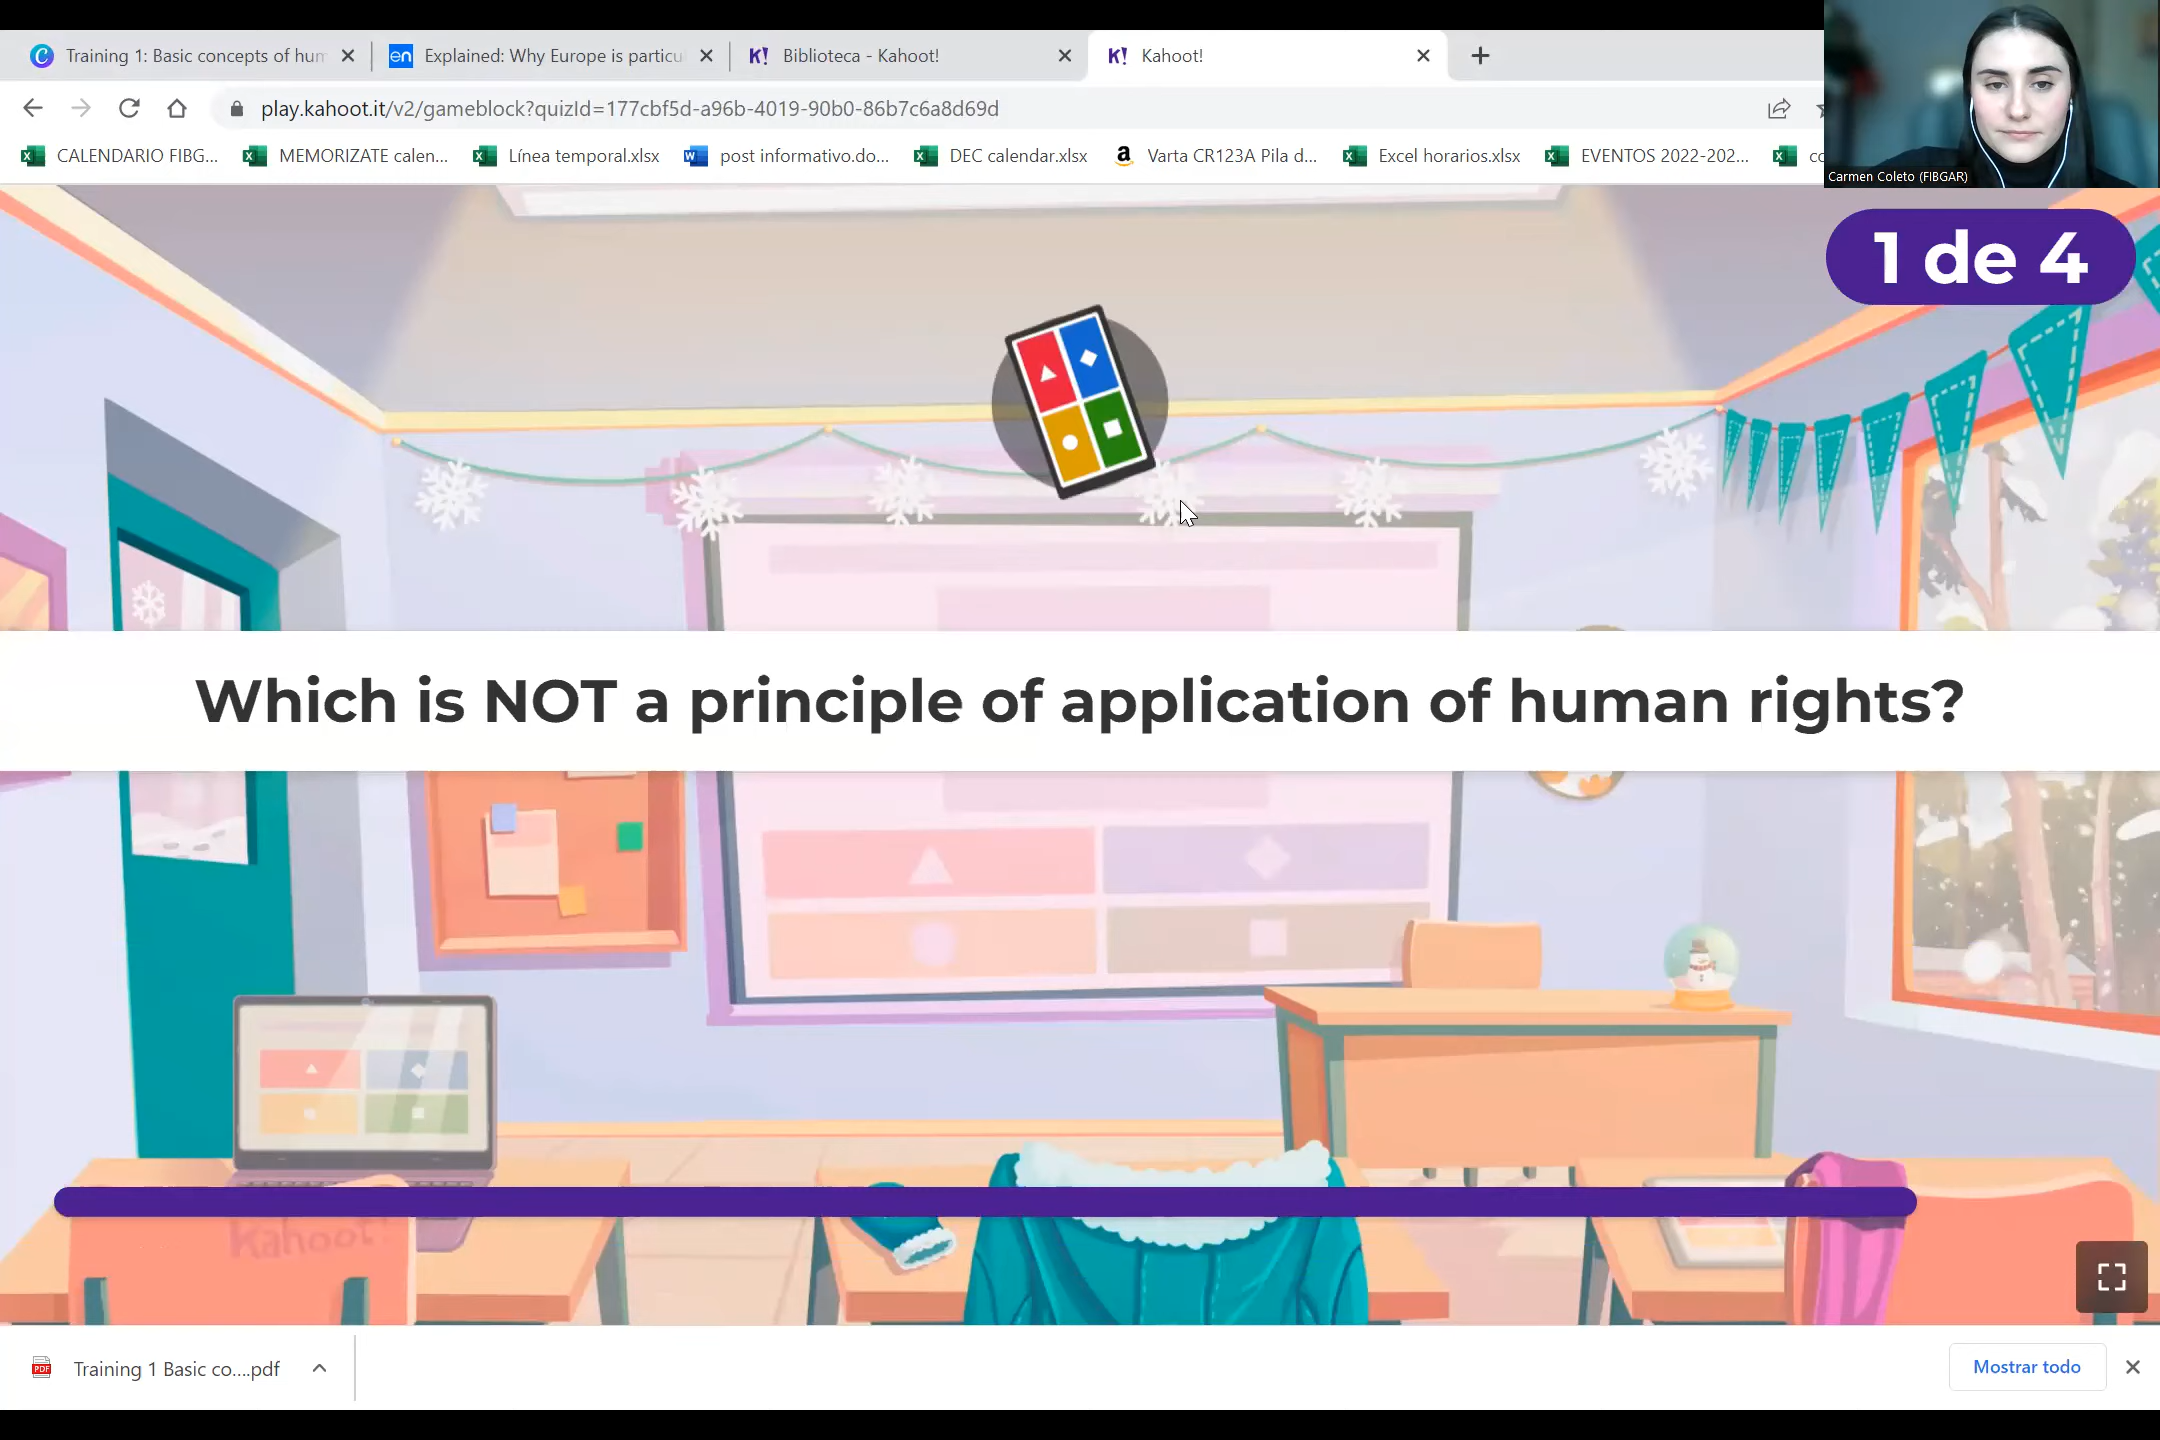 Training 1: Basic concepts of hum
Explained: Why Europe is particu
Biblioteca - Kahoot!
Kahoot!
play.kahoot.it/v2/gameblock?quizId=177cbf5d-a96b-4019-90b0-86b7c6a8d69d
CALENDARIO FIBG...
MEMORIZATE calen...
Línea temporal.xlsx
post informativo.do...
DEC calendar.xlsx
Varta CR123A Pila d...
Excel horarios.xlsx
EVENTOS 2022-202...
Carmen Coleto (FIBGAR)
1 de 4
Which is NOT a principle of application of human rights?
Kahoot!
Training 1 Basic co....pdf
Mostrar todo